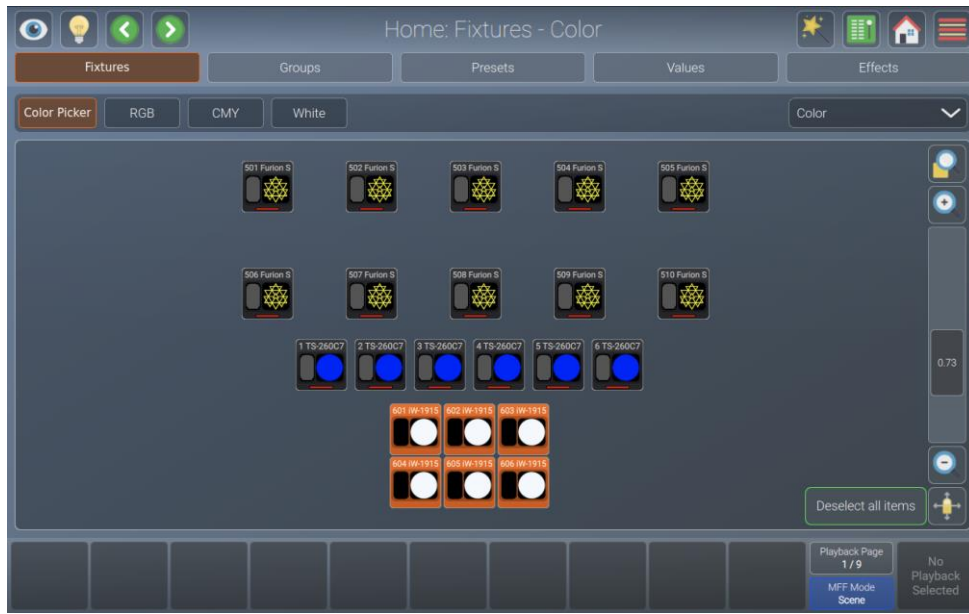 Home: Fixtures - Color
Fixtures Groups Presets Values Effects
Color Picker RGB CMY White Color
501 Furion S 502 Furion S 503 Furion S 504 Furion S 505 Furion S
506 Furion S 507 Furion S 508 Furion S 509 Furion S 510 Furion S
1 TS-260C7 2 TS-260C7 3 TS-260C7 4 TS-260C7 5 TS-260C7 6 TS-260C7
0.73
601 iW-1915 602 iW-1915 603 iW-1915
604 iW-1915 605 iW-1915 606 iW-1915
Deselect all items
Playback Page
1 / 9
MFF Mode
Scene
No
Playback
Selected